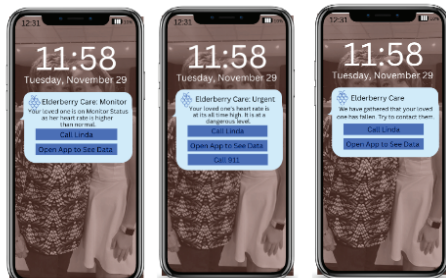 12:31
11:58
Tuesday, November 29
Elderberry Care: Monitor
Your loved one is on Monitor Status
as her heart rate is higher
than normal.
Call Linda
Open App to See Data
12:31
11:58
Tuesday, November 29
Elderberry Care: Urgent
Your loved one's heart rate is
at its all time high. It is at a
dangerous level.
Call Linda
Open App to See Data
Call 911
12:31
11:58
Tuesday, November 29
Elderberry Care
We have gathered that your loved
one has fallen. Try to contact them
Call Linda
Open App to See Data